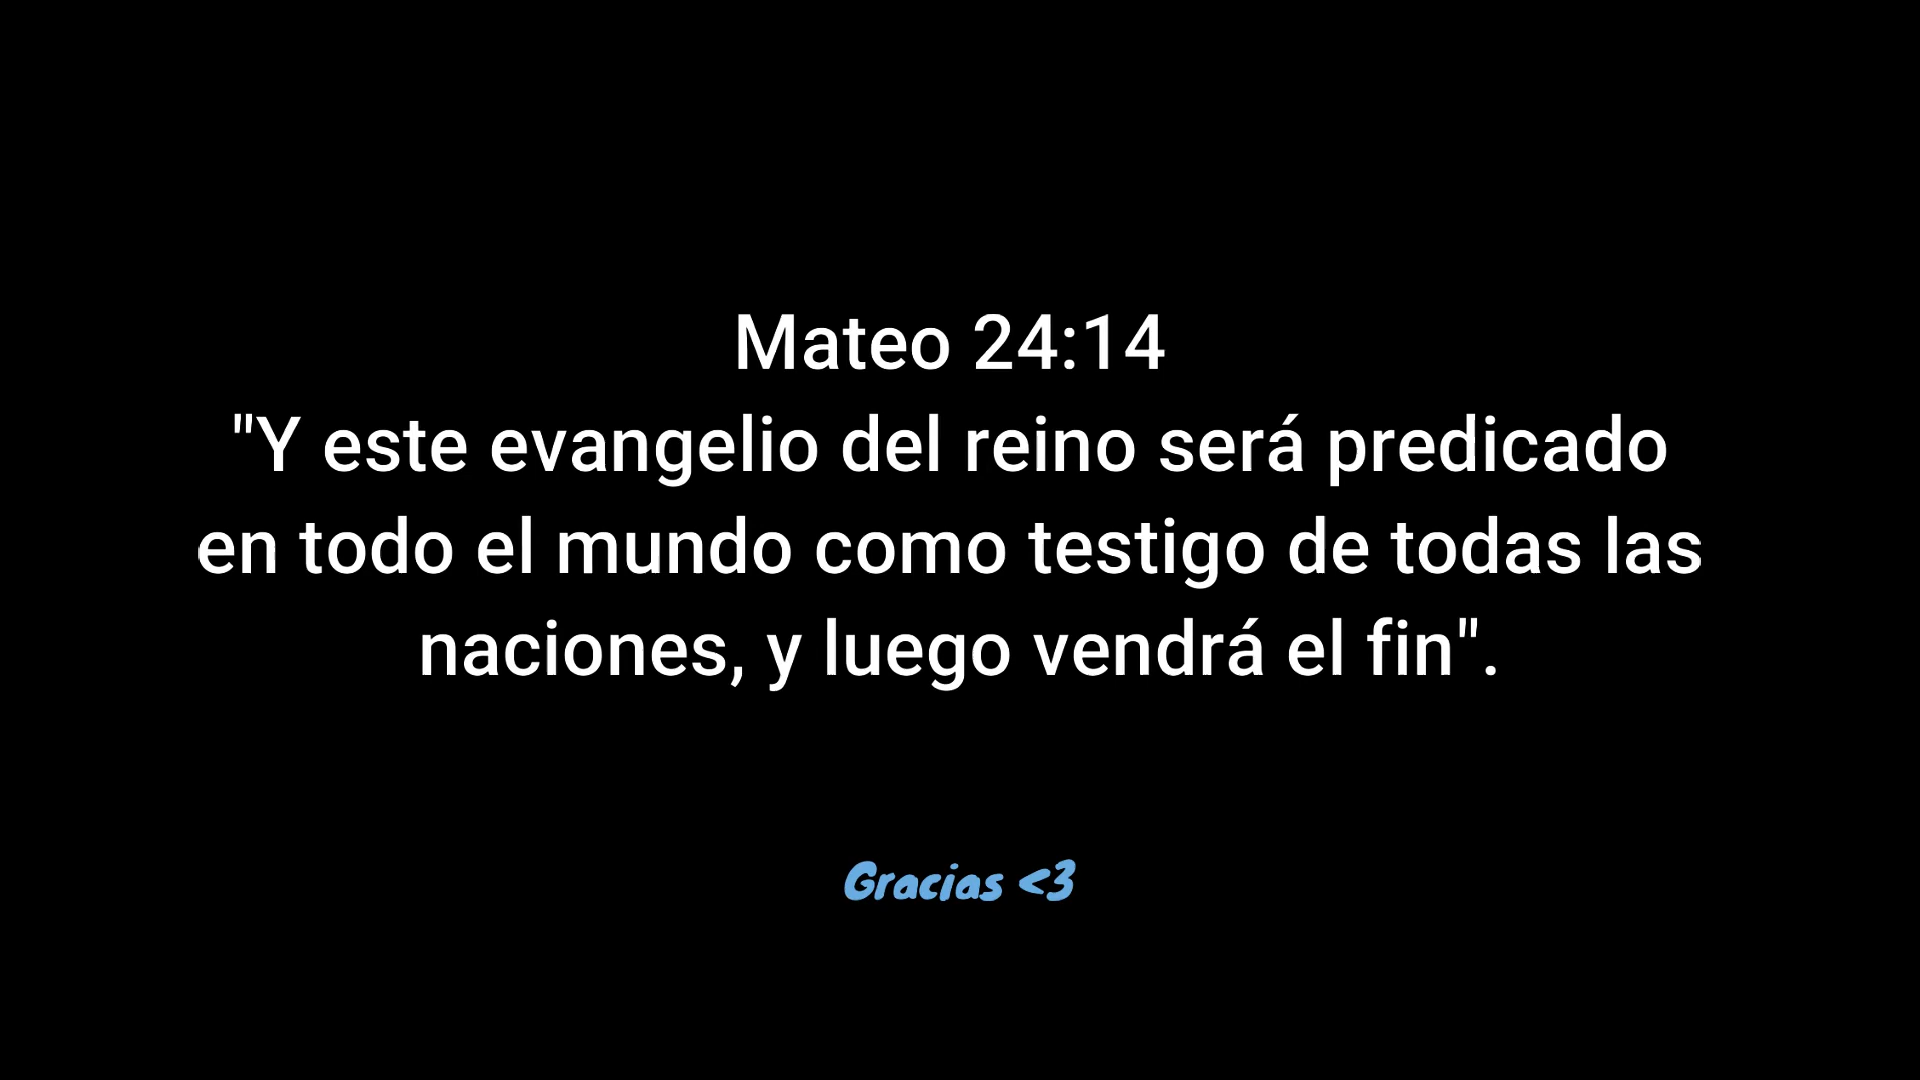 Mateo 24:14
"Y este evangelio del reino será predicado
en todo el mundo como testigo de todas las
naciones, y luego vendrá el fin".
Gracias <3